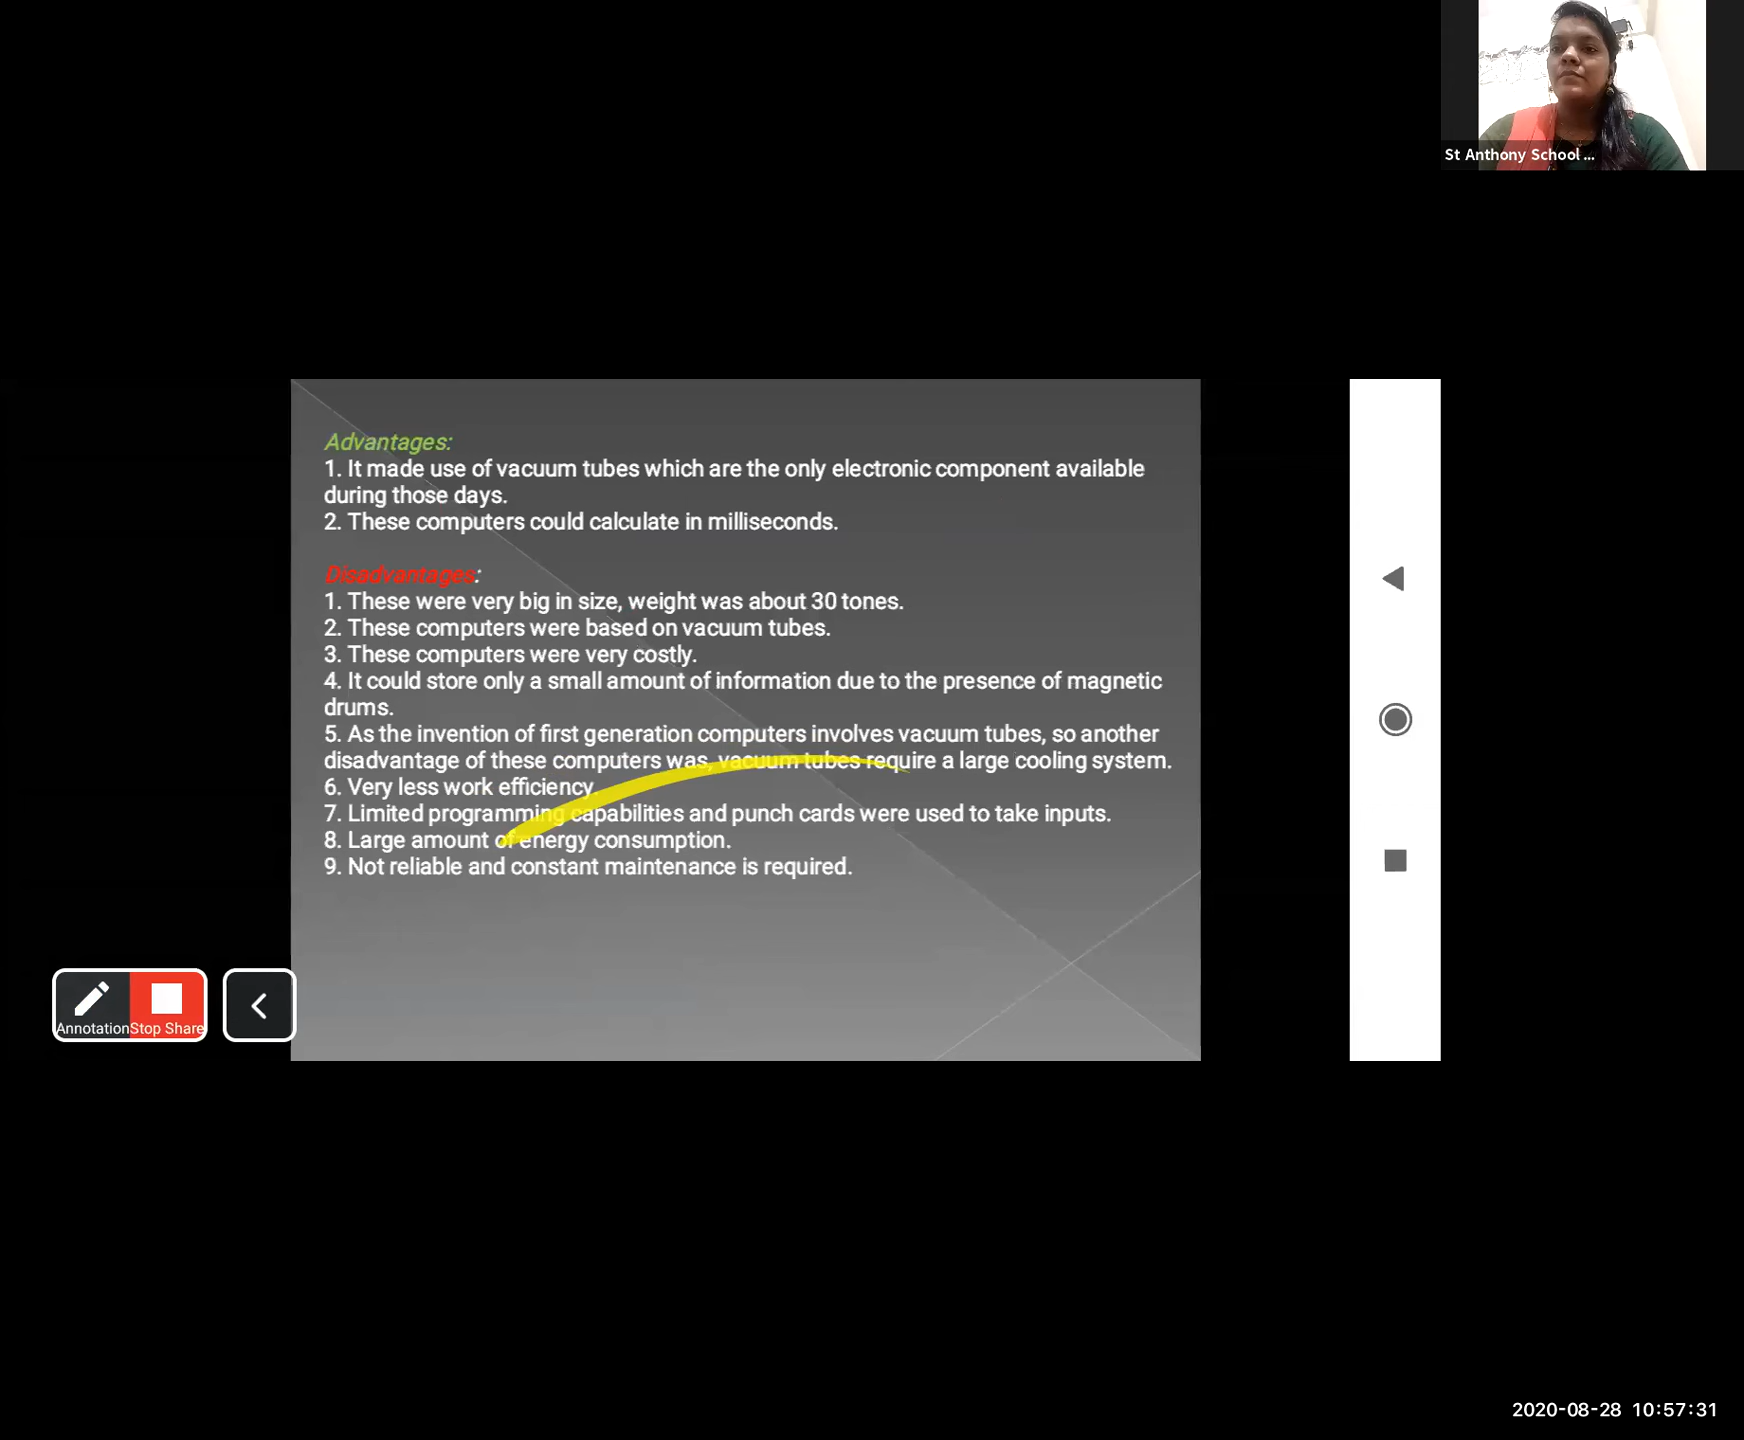 St Anthony School ...
Advantages:
1. It made use of vacuum tubes which are the only electronic component available
during those days.
2. These computers could calculate in milliseconds.
Disadvantages:
1. These were very big in size, weight was about 30 tones.
2. These computers were based on vacuum tubes.
3. These computers were very costly.
4. It could store only a small amount of information due to the presence of magnetic
drums.
5. As the invention of first generation computers involves vacuum tubes, so another
disadvantage of these computers was, vacuum tubes require a large cooling system.
6. Very less work efficiency.
7. Limited programming capabilities and punch cards were used to take inputs.
8. Large amount of energy consumption.
9. Not reliable and constant maintenance is required.
Annotation Stop Share
2020-08-28 10:57:31